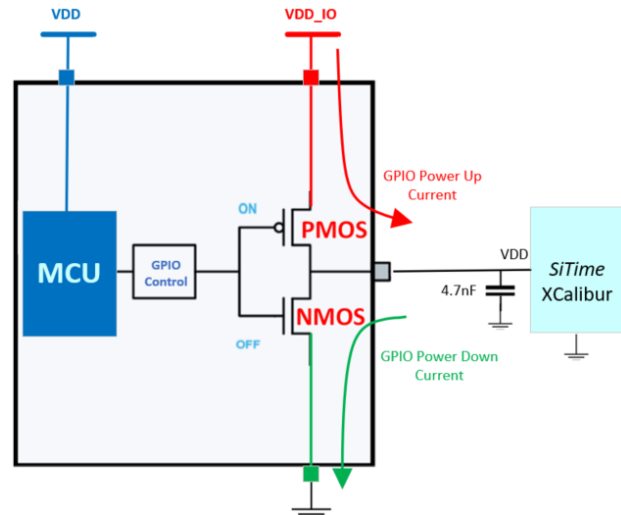 VDD
VDD_IO
GPIO Power Up
Current
ON
PMOS
MCU
GPIO
Control
VDD
SiTime
XCalibur
4.7nF
NMOS
OFF
GPIO Power Down
Current